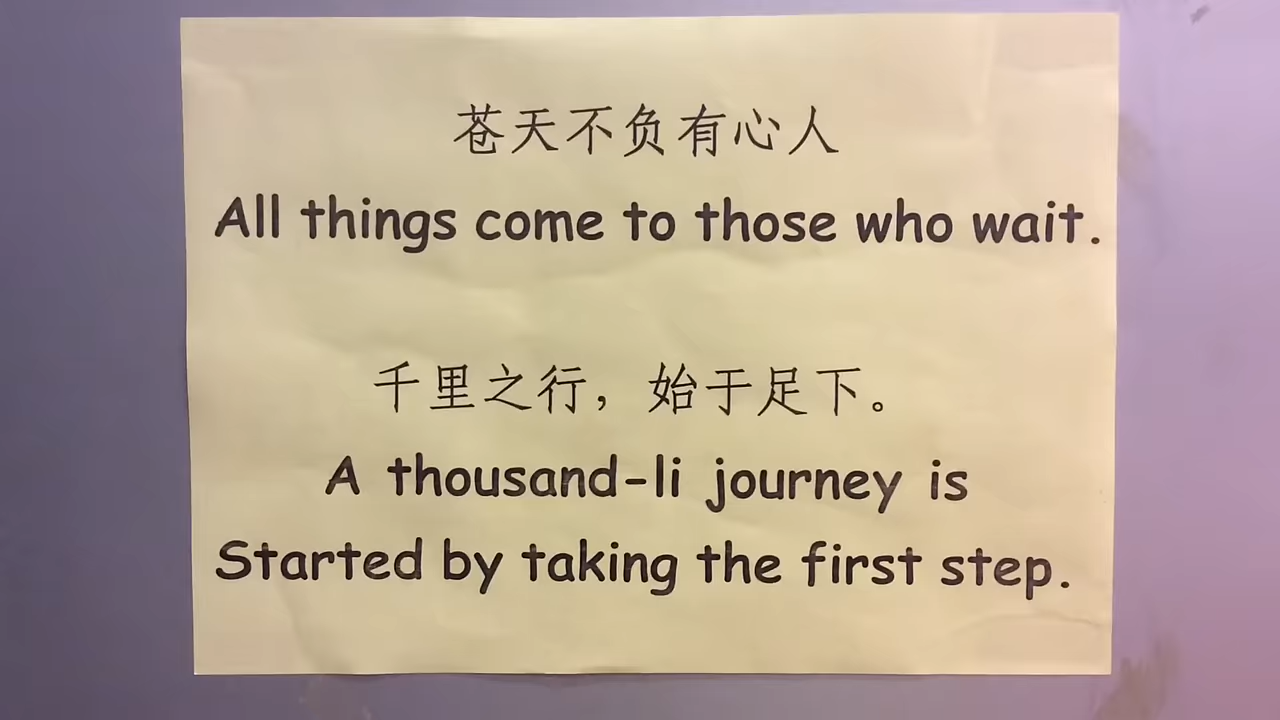 苍天不负有心人
All things come to those who wait.
千里之行，始于足下。
A thousand-li journey is
Started by taking the first step.